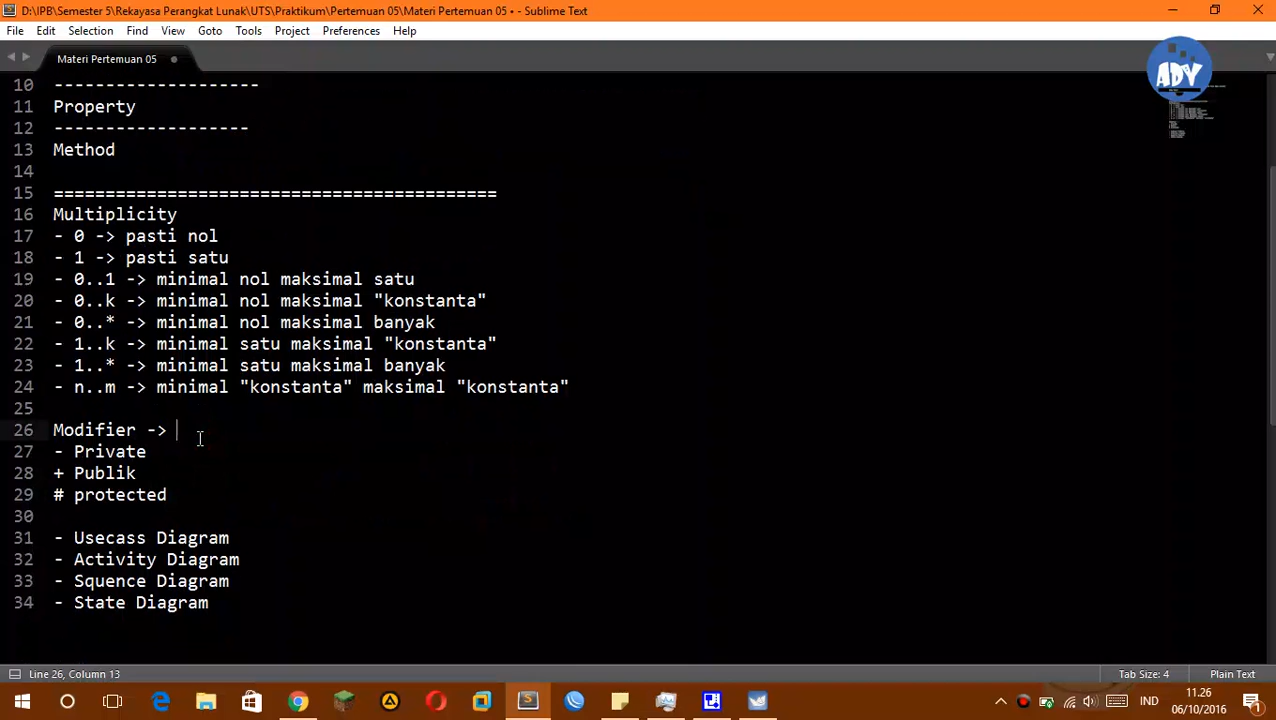 D:\IPB\Semester 5\Rekayasa Perangkat Lunak\UTS\Praktikum\Pertemuan 05\Materi Pertemuan 05 • - Sublime Text
File Edit Selection Find View Goto Tools Project Preferences Help
Materi Pertemuan 05
ADY
10 --------------------
11 Property
12 -------------------
13 Method
14
15 ===========================================
16 Multiplicity
17 - 0 -> pasti nol
18 - 1 -> pasti satu
19 - 0..1 -> minimal nol maksimal satu
20 - 0..k -> minimal nol maksimal "konstanta"
21 - 0..* -> minimal nol maksimal banyak
22 - 1..k -> minimal satu maksimal "konstanta"
23 - 1..* -> minimal satu maksimal banyak
24 - n..m -> minimal "konstanta" maksimal "konstanta"
25
26 Modifier ->
27 - Private
28 + Publik
29 # protected
30
31 - Usecass Diagram
32 - Activity Diagram
33 - Squence Diagram
34 - State Diagram
Line 26, Column 13 Tab Size: 4 Plain Text
IND 11.26
06/10/2016 1